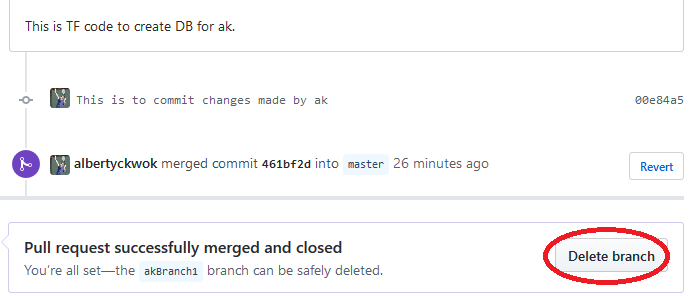 This is TF code to create DB for ak.
This is to commit changes made by ak 00e84a5
albertyckwok merged commit 461bf2d into master 26 minutes ago Revert
Pull request successfully merged and closed
Delete branch
You're all set—the akBranch1 branch can be safely deleted.